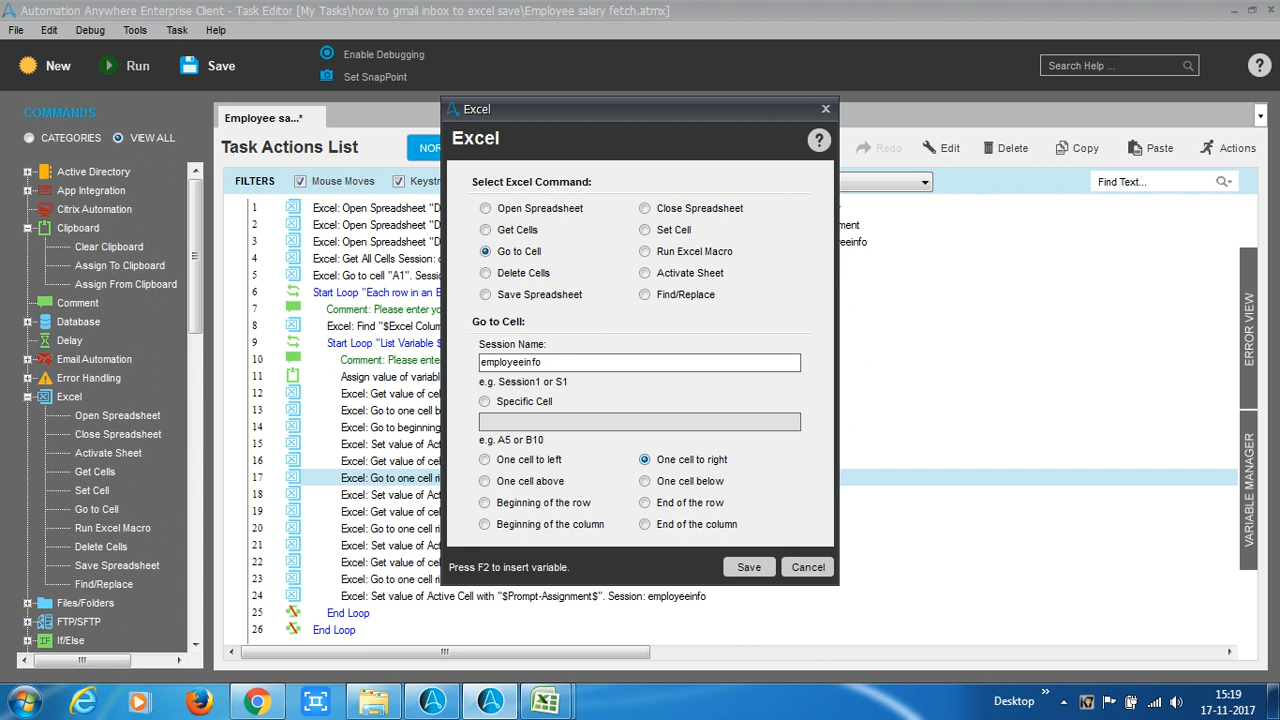 Automation Anywhere Enterprise Client - Task Editor [My Tasks\how to gmail inbox to excel save\Employee salary fetch.atmx]
File Edit Debug Tools Task Help
New Run Save
Enable Debugging
Set SnapPoint
Search Help ...
COMMANDS
CATEGORIES VIEW ALL
Active Directory
App Integration
Citrix Automation
Clipboard
Clear Clipboard
Assign To Clipboard
Assign From Clipboard
Comment
Database
Delay
Email Automation
Error Handling
Excel
Open Spreadsheet
Close Spreadsheet
Activate Sheet
Get Cells
Set Cell
Go to Cell
Run Excel Macro
Delete Cells
Save Spreadsheet
Find/Replace
Files/Folders
FTP/SFTP
If/Else
Employee sa...*
Task Actions List
NOR
Redo Edit Delete Copy Paste Actions
FILTERS Mouse Moves Keystr
Find Text...
1 Excel: Open Spreadsheet "D
2 Excel: Open Spreadsheet "D ment
3 Excel: Open Spreadsheet "D eeinfo
4 Excel: Get All Cells Session:
5 Excel: Go to cell "A1". Sessi
6 Start Loop "Each row in an E
7 Comment: Please enter yo
8 Excel: Find "$Excel Colum
9 Start Loop "List Variable $
10 Comment: Please enter
11 Assign value of variabl
12 Excel: Get value of cel
13 Excel: Go to one cell b
14 Excel: Go to beginning
15 Excel: Set value of Act
16 Excel: Get value of cel
17 Excel: Go to one cell ri
18 Excel: Set value of Act
19 Excel: Get value of cel
20 Excel: Go to one cell ri
21 Excel: Set value of Act
22 Excel: Get value of cel
23 Excel: Go to one cell ri
24 Excel: Set value of Active Cell with "$Prompt-Assignment$". Session: employeeinfo
25 End Loop
26 End Loop
Excel
Excel
Select Excel Command:
Open Spreadsheet Close Spreadsheet
Get Cells Set Cell
Go to Cell Run Excel Macro
Delete Cells Activate Sheet
Save Spreadsheet Find/Replace
Go to Cell:
Session Name:
employeeinfo
e.g. Session1 or S1
Specific Cell
e.g. A5 or B10
One cell to left One cell to right
One cell above One cell below
Beginning of the row End of the row
Beginning of the column End of the column
Press F2 to insert variable. Save Cancel
ERROR VIEW
VARIABLE MANAGER
Desktop
15:19
17-11-2017